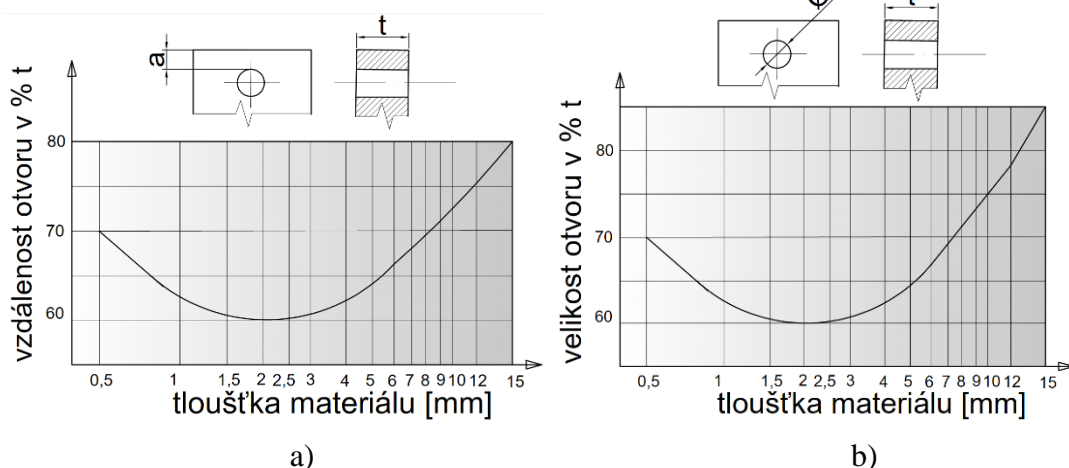 t
a
vzdálenost otvoru v % t
80
70
60
0,5 1 1,5 2 2,5 3 4 5 6 7 8 9 10 12 15
tloušťka materiálu [mm]
a)
t
velikost otvoru v % t
80
70
60
0,5 1 1,5 2 2,5 3 4 5 6 7 8 9 10 12 15
tloušťka materiálu [mm]
b)